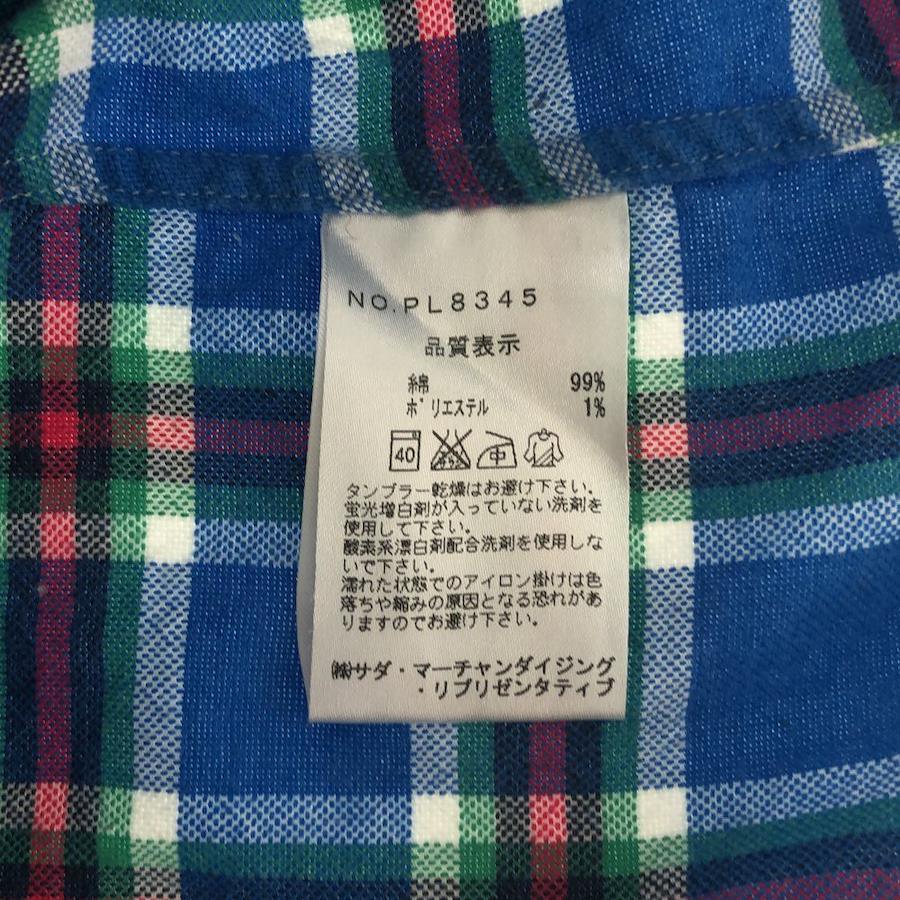 NO.PL8345
品質表示
綿 99%
ポリエステル 1%
40 中
タンブラー乾燥はお避け下さい。
蛍光増白剤が入っていない洗剤を
使用して下さい。
酸素系漂白剤配合洗剤を使用しな
いで下さい。
濡れた状態でのアイロン掛けは色
落ちや縮みの原因となる恐れがあ
りますのでお避け下さい。
㈱サダ・マーチャンダイジング
・リプリゼンタティブ